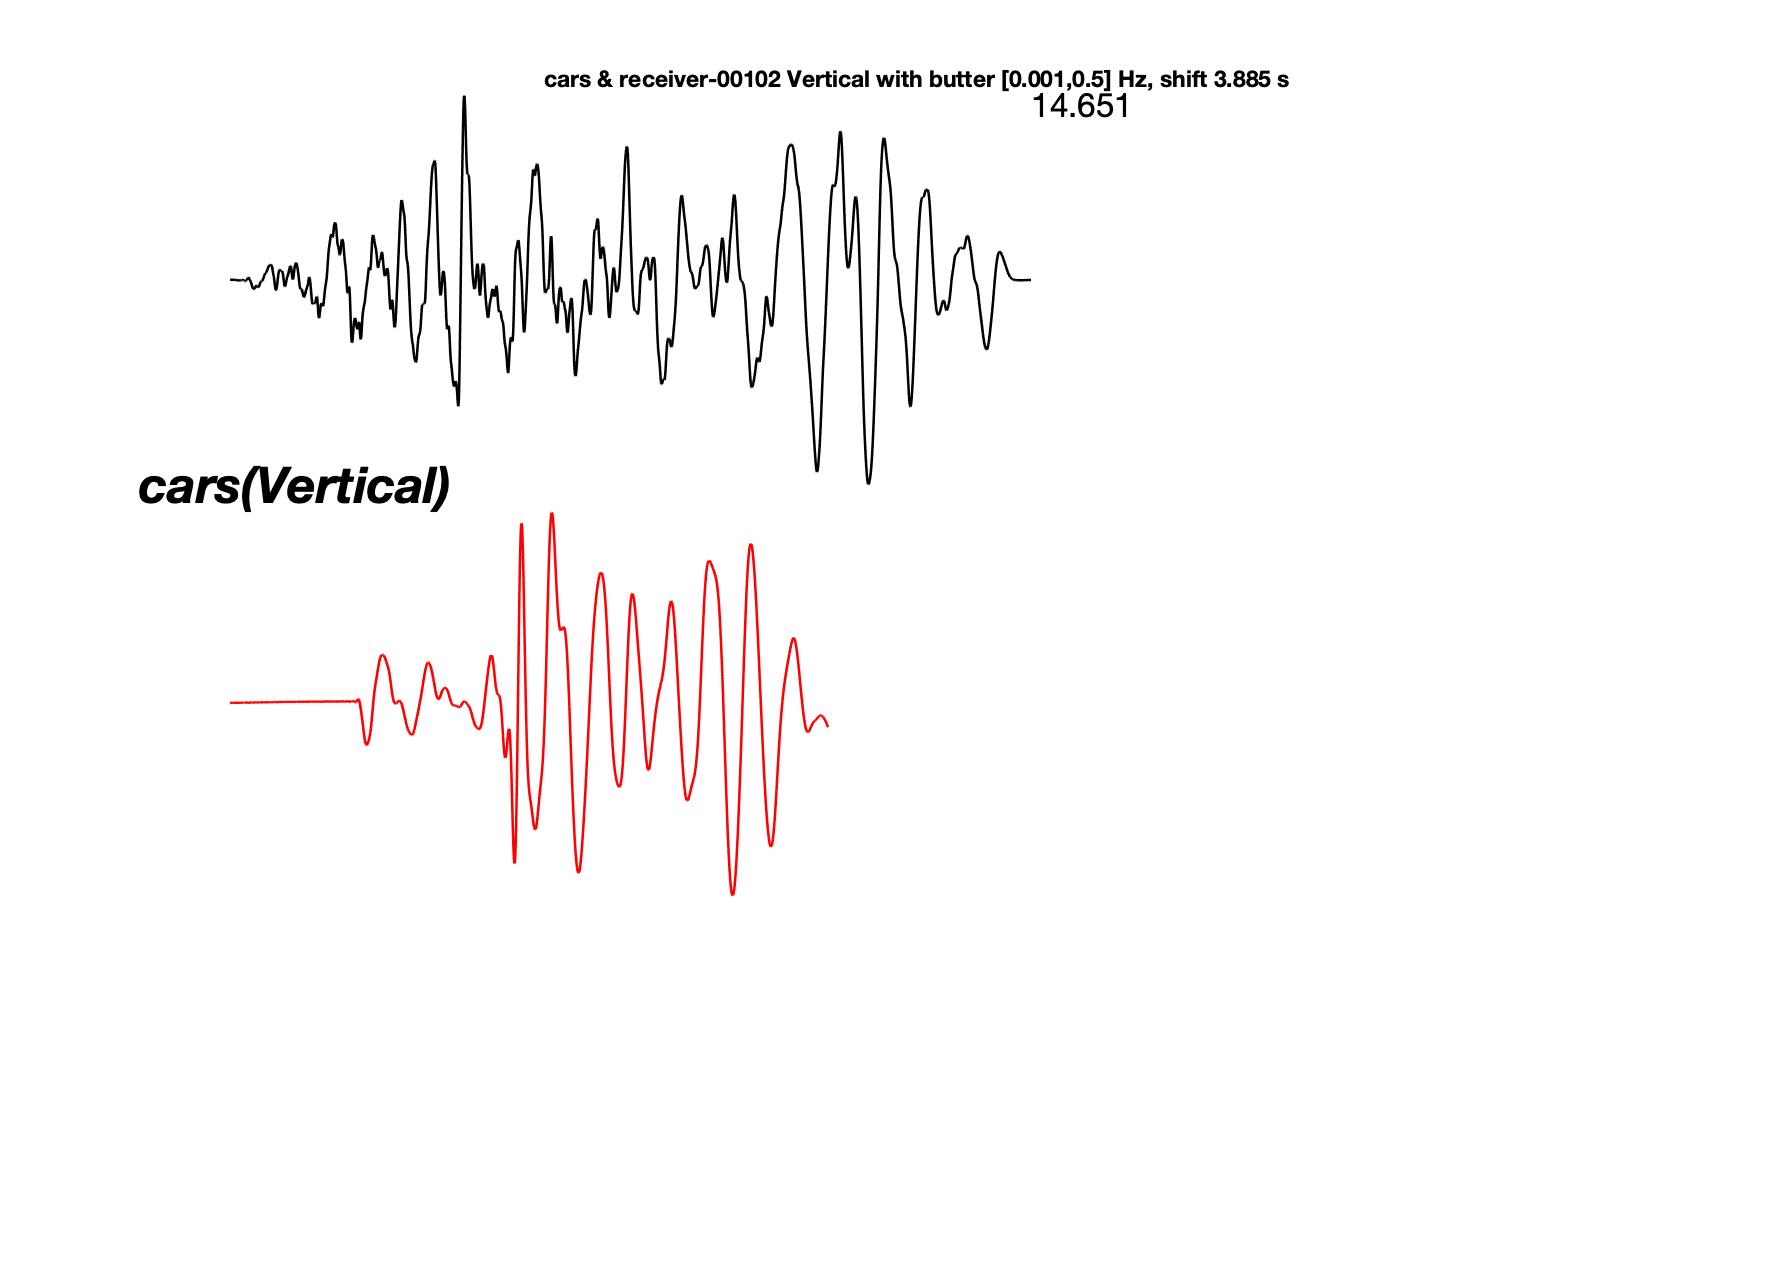 cars & receiver-00102 Vertical with butter [0.001,0.5] Hz, shift 3.885 s
14.651
cars(Vertical)